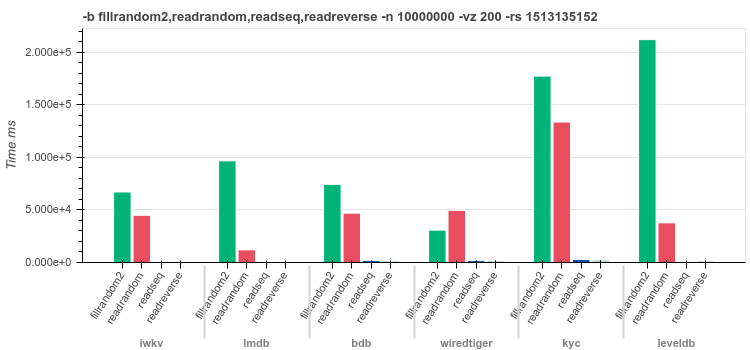 -b fillrandom2,readrandom,readseq,readreverse -n 10000000 -vz 200 -rs 1513135152
Time ms
2.000e+5
1.500e+5
1.000e+5
5.000e+4
0.000e+0
fillrandom2 readrandom readseq readreverse fillrandom2 readrandom readseq readreverse fillrandom2 readrandom readseq readreverse fillrandom2 readrandom readseq readreverse fillrandom2 readrandom readseq readreverse fillrandom2 readrandom readseq readreverse
iwkv lmdb bdb wiredtiger kyc leveldb